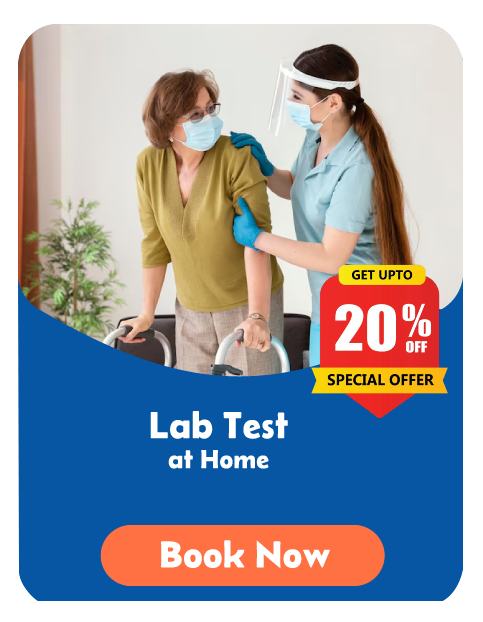 GET UPTO
20%
OFF
SPECIAL OFFER
Lab Test
at Home
Book Now